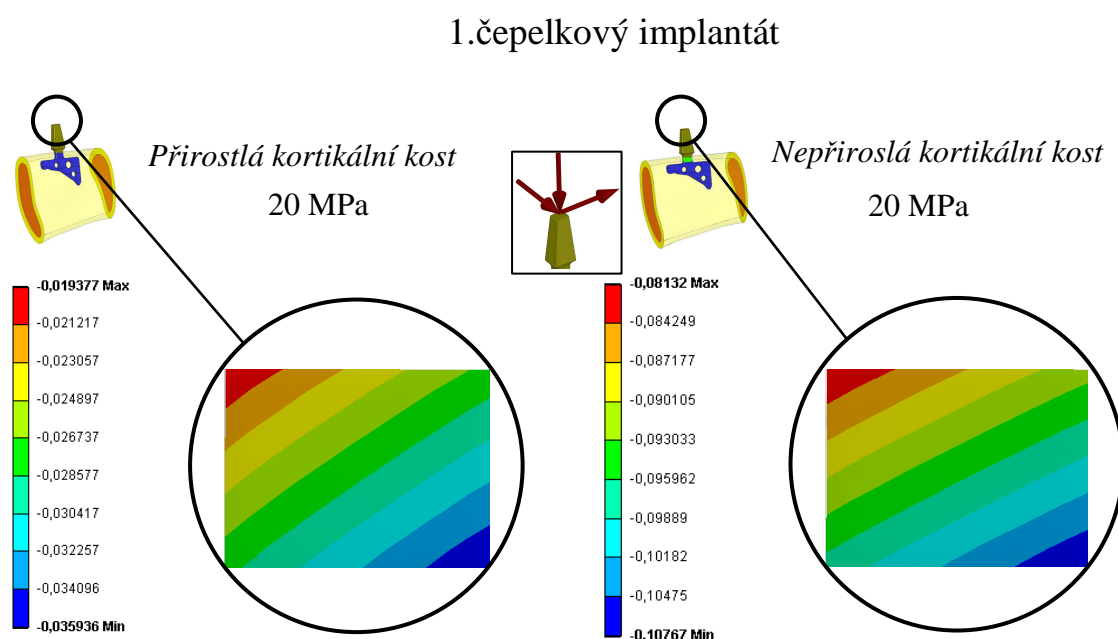 1.čepelkový implantát
Přirostlá kortikální kost
20 MPa
Nepřiroslá kortikální kost
20 MPa
-0,019377 Max
-0,021217
-0,023057
-0,024897
-0,026737
-0,028577
-0,030417
-0,032257
-0,034096
-0,035936 Min
-0,08132 Max
-0,084249
-0,087177
-0,090105
-0,093033
-0,095962
-0,09889
-0,10182
-0,10475
-0,10767 Min